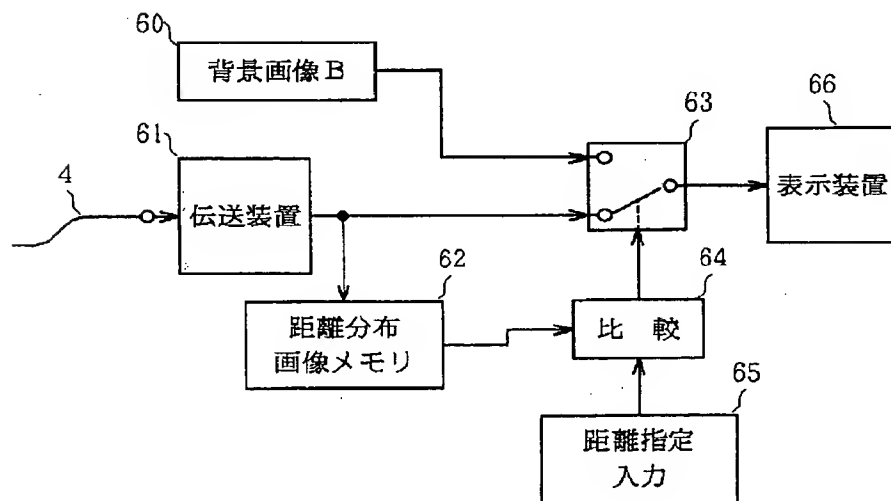 60
背景画像B
61
4
伝送装置
63
66
表示装置
62
距離分布
画像メモリ
64
比 較
65
距離指定
入力